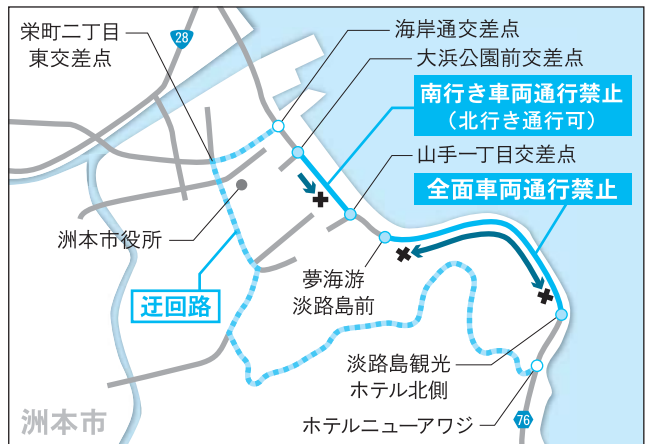 栄町二丁目
東交差点
28
海岸通交差点
大浜公園前交差点
南行き車両通行禁止
（北行き通行可）
山手一丁目交差点
全面車両通行禁止
洲本市役所
迂回路
夢海游
淡路島前
淡路島観光
ホテル北側
ホテルニューアワジ
76
洲本市